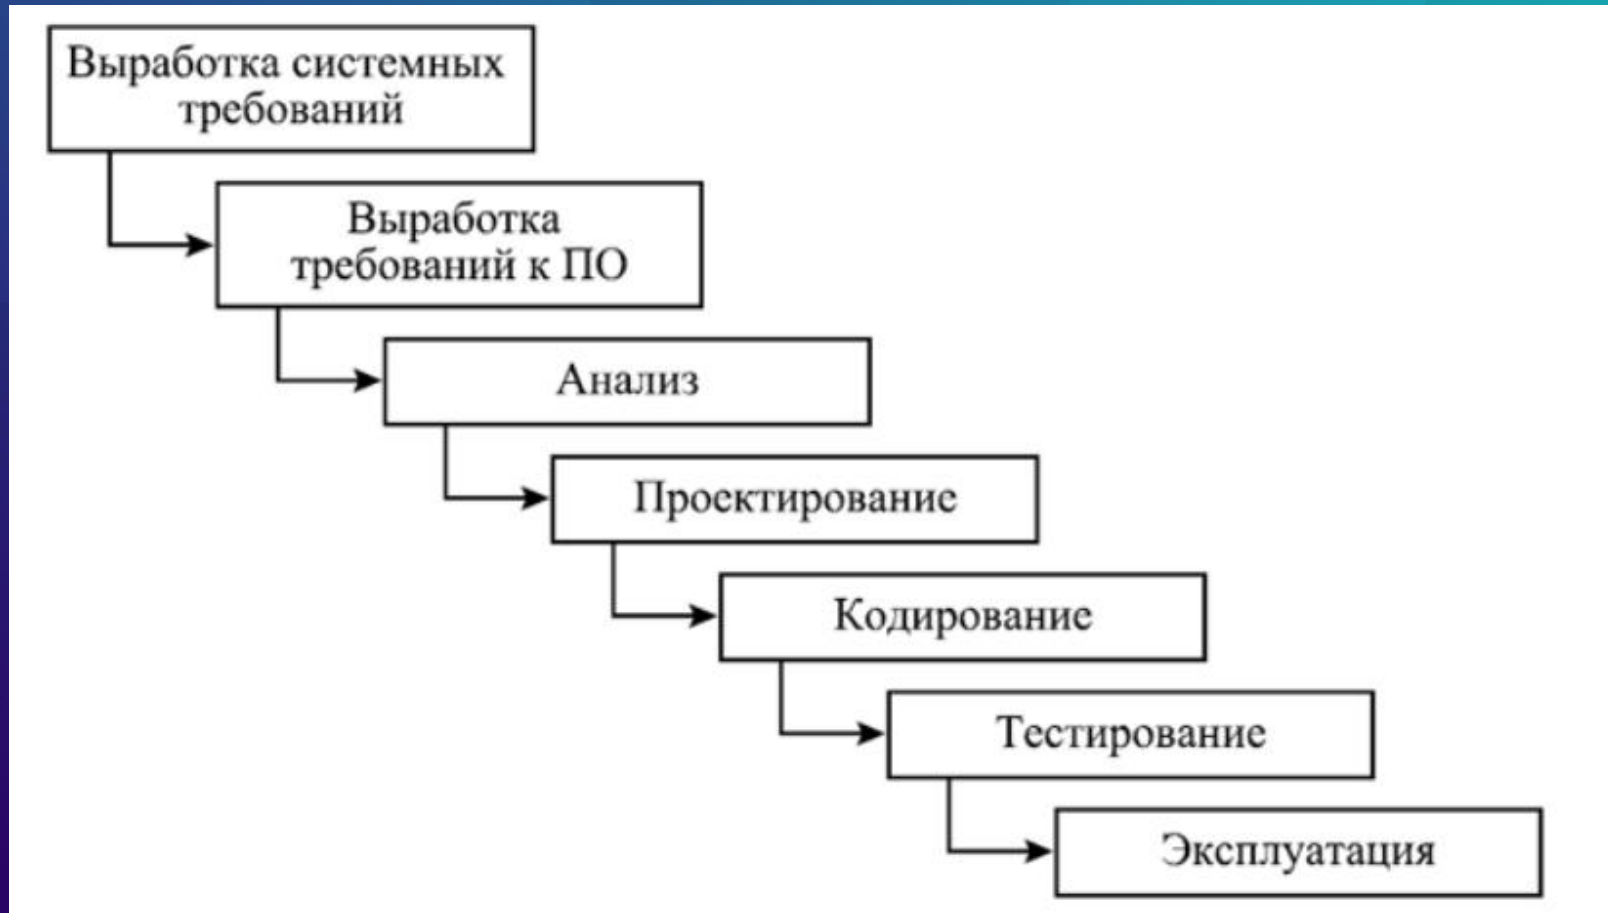 Выработка системных
требований
Выработка
требований к ПО
Анализ
Проектирование
Кодирование
Тестирование
Эксплуатация